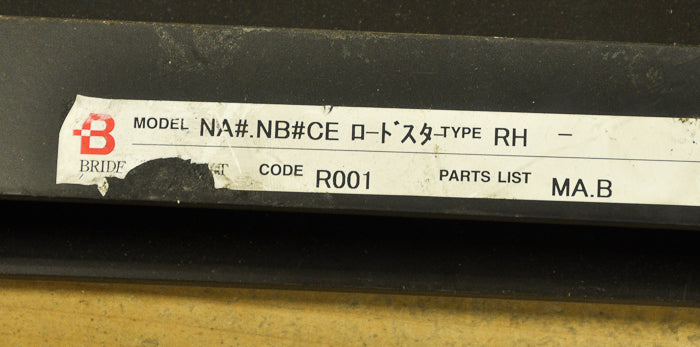 B MODEL NA#.NB#CE ﾛｰﾄﾞｽﾀｰ TYPE RH -
BRIDE CODE R001 PARTS LIST MA.B